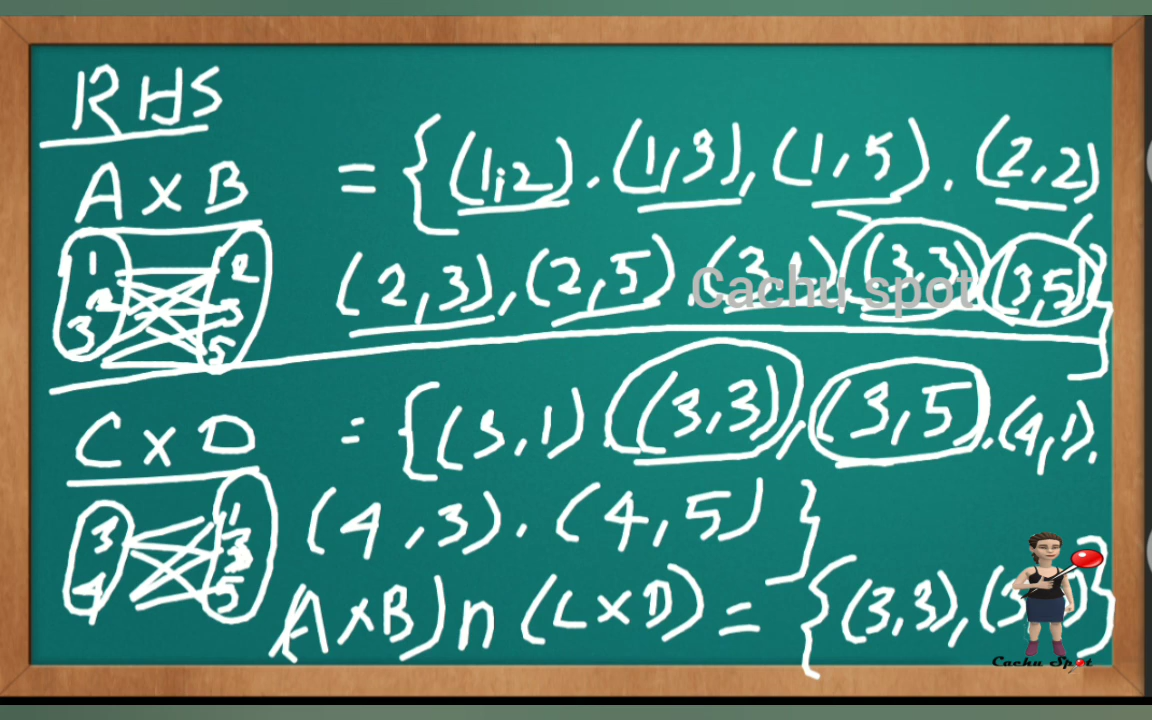 RHS
A X B = {(1,2), (1,3), (1,5), (2,2)
1 2
2 3
3 5
(2,3), (2,5), (3,3) (3,5)}
Cachu spot
C X D = {(3,1) (3,3), (3,5), (4,1),
3 1
4 3
5
(4,3), (4,5)}
(A X B) n (C X D) = {(3,3), (3, )}
Cachu Spot